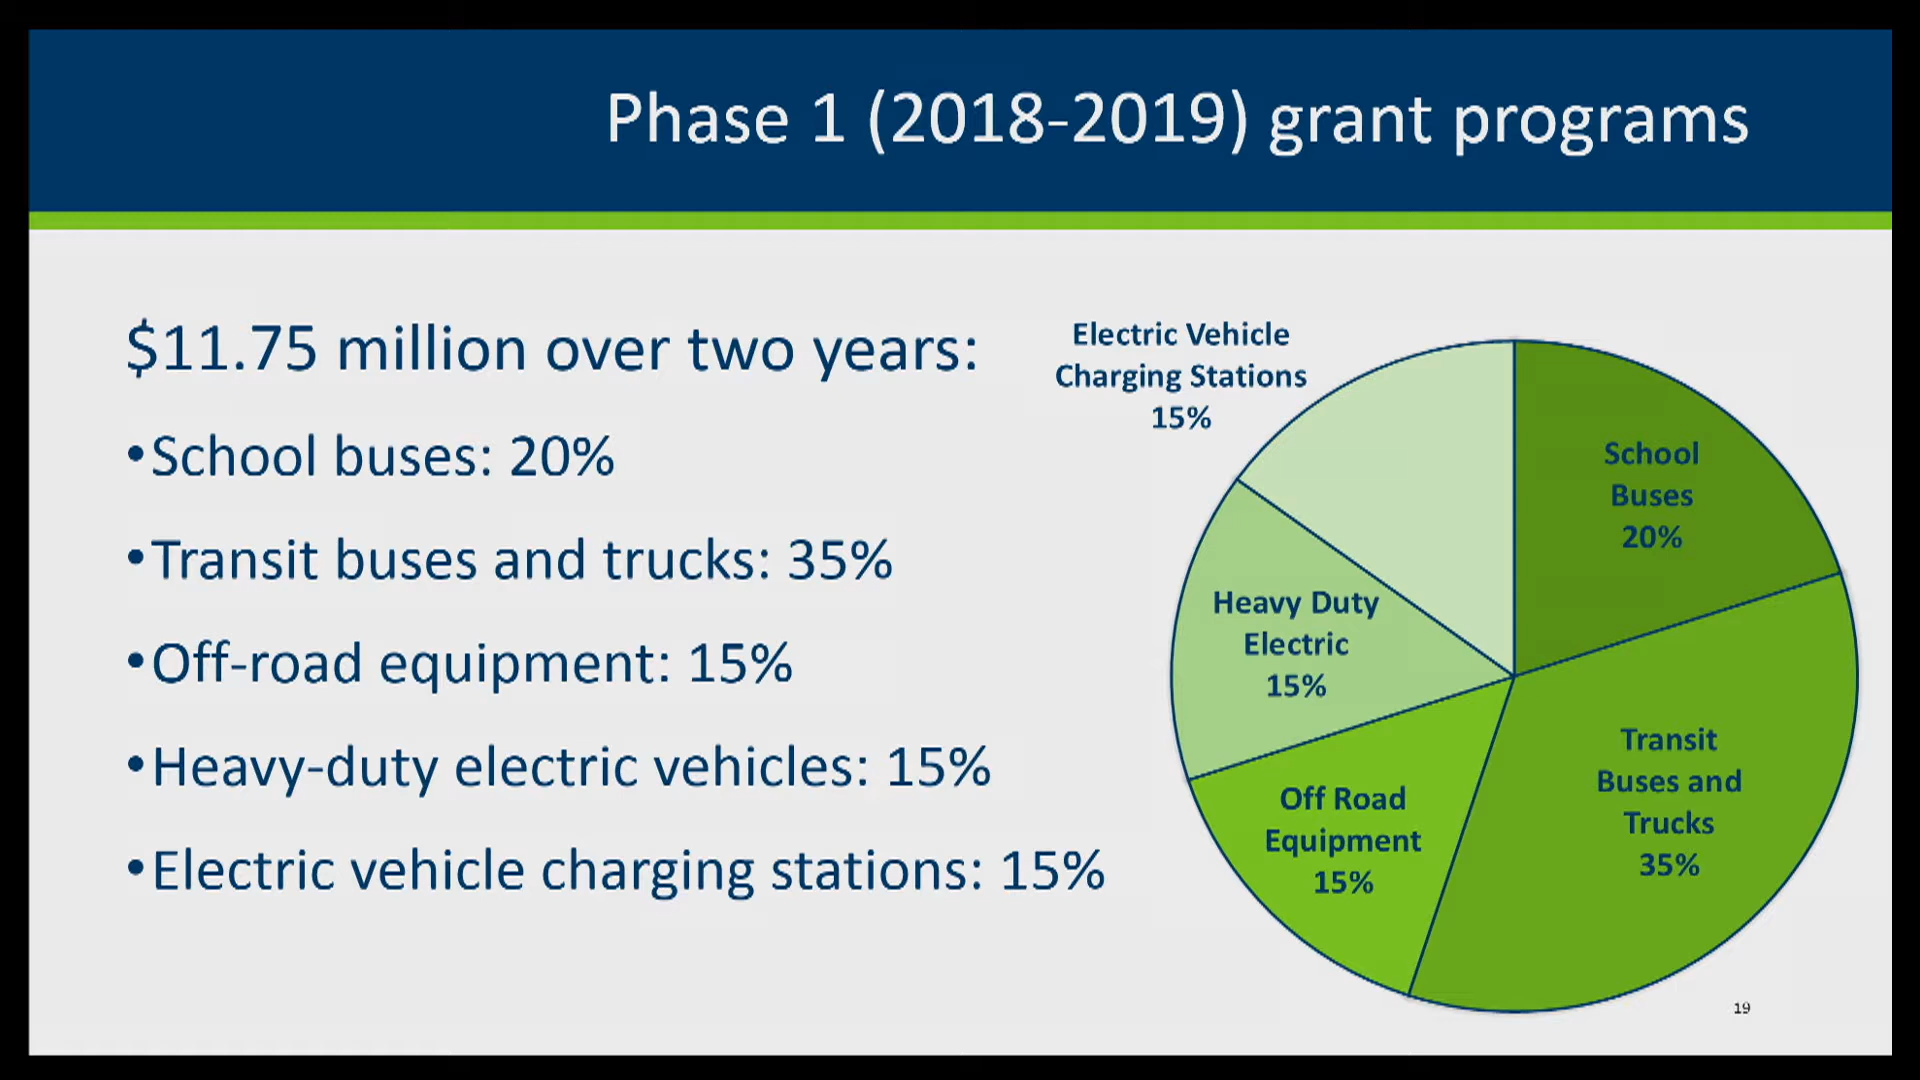 Phase 1 (2018-2019) grant programs
$11.75 million over two years:
•School buses: 20%
•Transit buses and trucks: 35%
•Off-road equipment: 15%
•Heavy-duty electric vehicles: 15%
•Electric vehicle charging stations: 15%
Electric Vehicle
Charging Stations
15%
School
Buses
20%
Heavy Duty
Electric
15%
Transit
Buses and
Trucks
35%
Off Road
Equipment
15%
19